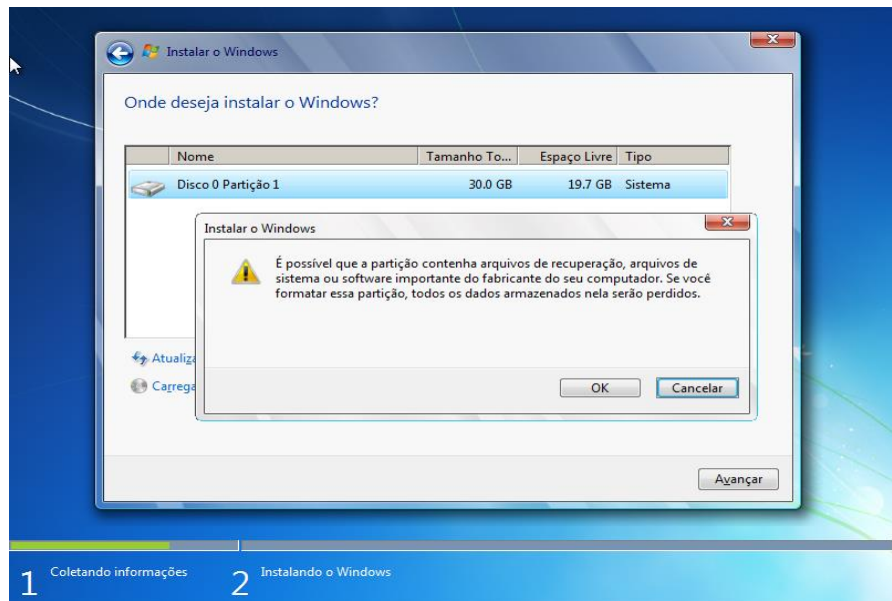 Instalar o Windows
Onde deseja instalar o Windows?
Nome Tamanho To... Espaço Livre Tipo
Disco 0 Partição 1 30.0 GB 19.7 GB Sistema
Instalar o Windows
É possível que a partição contenha arquivos de recuperação, arquivos de
sistema ou software importante do fabricante do seu computador. Se você
formatar essa partição, todos os dados armazenados nela serão perdidos.
OK Cancelar
Avançar
1 Coletando informações 2 Instalando o Windows